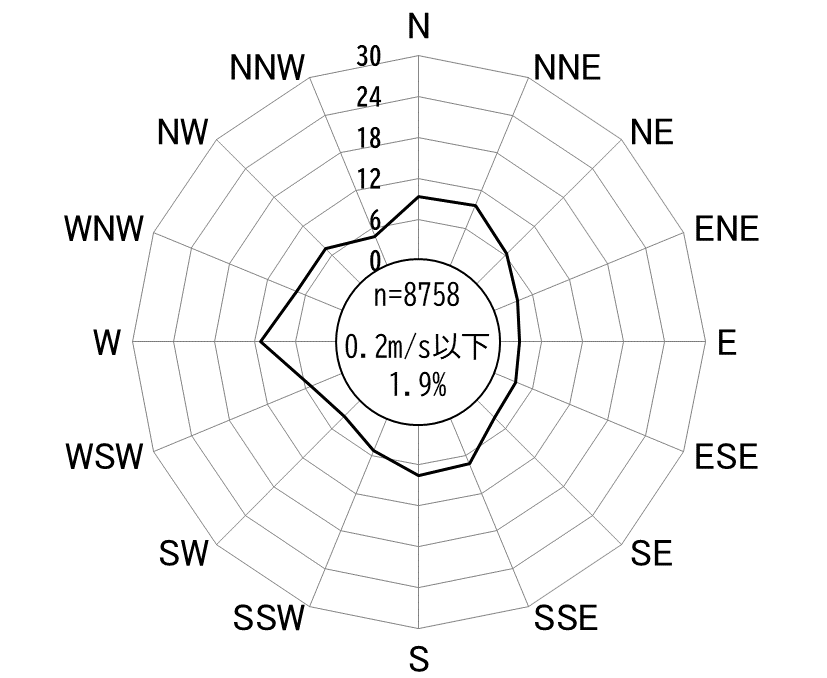 N
NNE
NE
ENE
E
ESE
SE
SSE
S
SSW
SW
WSW
W
WNW
NW
NNW
30
24
18
12
6
0
n=8758
0.2m/s以下
1.9%